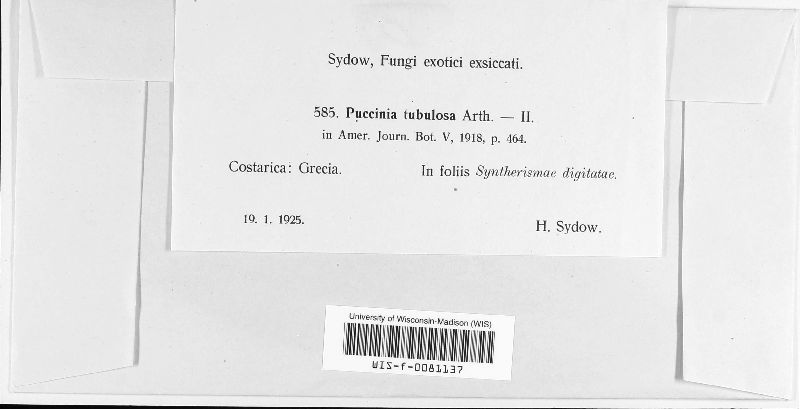 Sydow, Fungi exotici exsiccati.
585. Puccinia tubulosa Arth. — II.
in Amer. Journ. Bot. V, 1918, p. 464.
Costarica: Grecia. In foliis Syntherismae digitatae.
19. 1. 1925. H. Sydow.
University of Wisconsin-Madison (WIS)
WIS-f-0081137